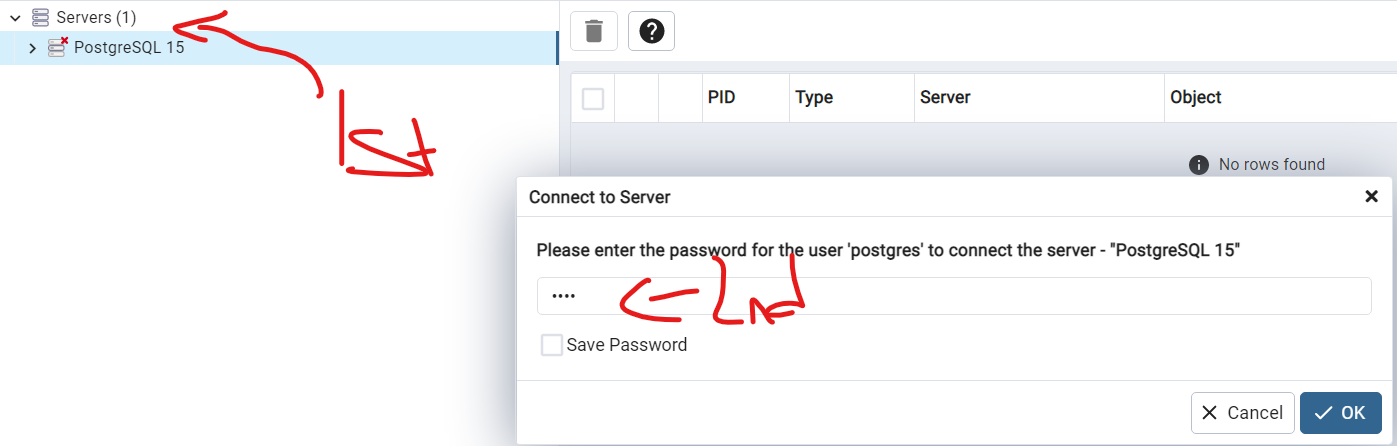 Servers (1)
PostgreSQL 15
1st
PID Type Server Object
No rows found
Connect to Server
Please enter the password for the user 'postgres' to connect the server - "PostgreSQL 15"
••••
2nd
Save Password
Cancel OK